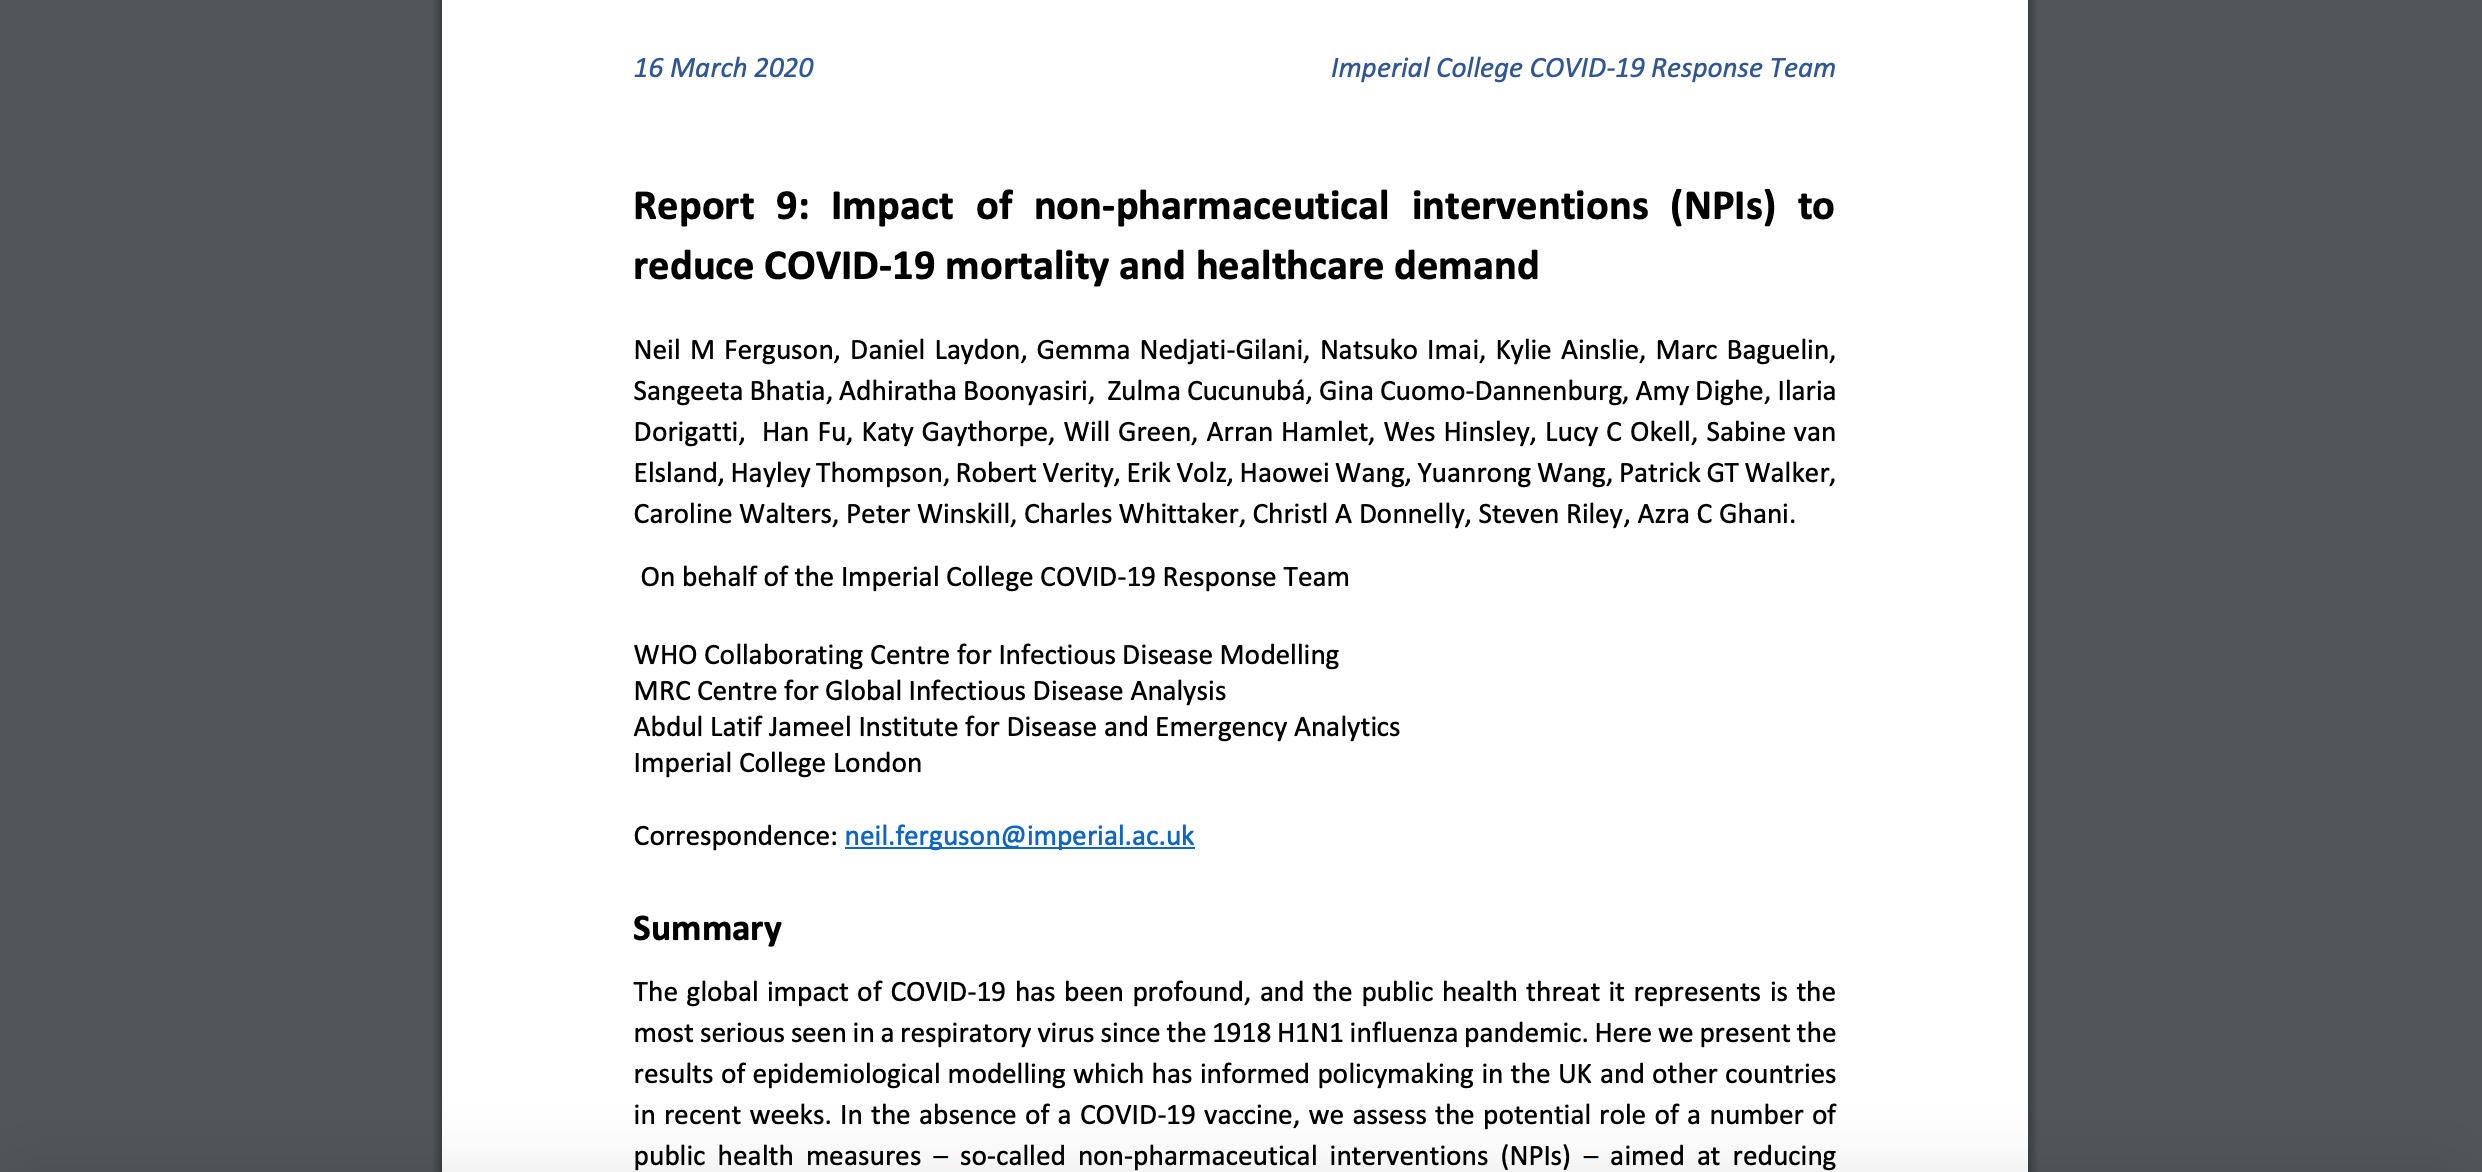 16 March 2020
Imperial College COVID-19 Response Team
Report 9: Impact of non-pharmaceutical interventions (NPIs) to
reduce COVID-19 mortality and healthcare demand
Neil M Ferguson, Daniel Laydon, Gemma Nedjati-Gilani, Natsuko Imai, Kylie Ainslie, Marc Baguelin,
Sangeeta Bhatia, Adhiratha Boonyasiri, Zulma Cucunubá, Gina Cuomo-Dannenburg, Amy Dighe, Ilaria
Dorigatti, Han Fu, Katy Gaythorpe, Will Green, Arran Hamlet, Wes Hinsley, Lucy C Okell, Sabine van
Elsland, Hayley Thompson, Robert Verity, Erik Volz, Haowei Wang, Yuanrong Wang, Patrick GT Walker,
Caroline Walters, Peter Winskill, Charles Whittaker, Christl A Donnelly, Steven Riley, Azra C Ghani.
On behalf of the Imperial College COVID-19 Response Team
WHO Collaborating Centre for Infectious Disease Modelling
MRC Centre for Global Infectious Disease Analysis
Abdul Latif Jameel Institute for Disease and Emergency Analytics
Imperial College London
Correspondence: neil.ferguson@imperial.ac.uk
Summary
The global impact of COVID-19 has been profound, and the public health threat it represents is the
most serious seen in a respiratory virus since the 1918 H1N1 influenza pandemic. Here we present the
results of epidemiological modelling which has informed policymaking in the UK and other countries
in recent weeks. In the absence of a COVID-19 vaccine, we assess the potential role of a number of
public health measures – so-called non-pharmaceutical interventions (NPIs) – aimed at reducing